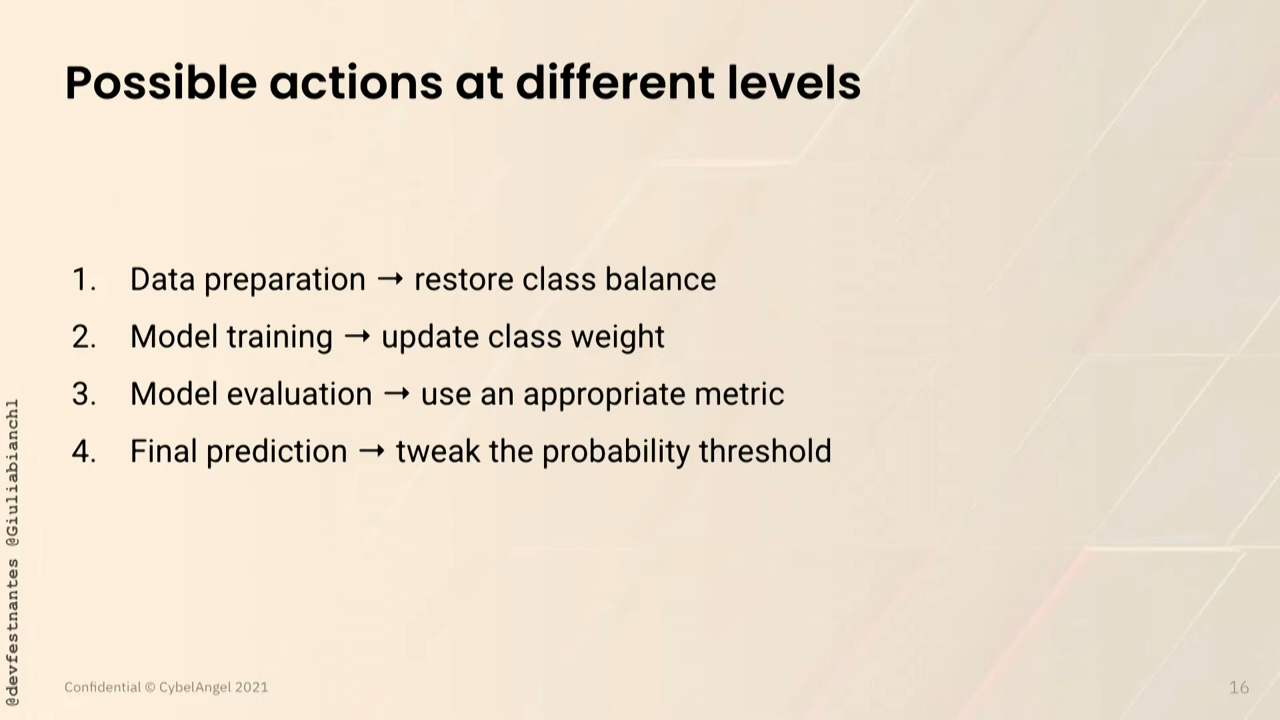 Possible actions at different levels
1. Data preparation → restore class balance
2. Model training → update class weight
3. Model evaluation → use an appropriate metric
4. Final prediction → tweak the probability threshold
@devfestnantes @Giuliabianchl
Confidential © CybelAngel 2021
16